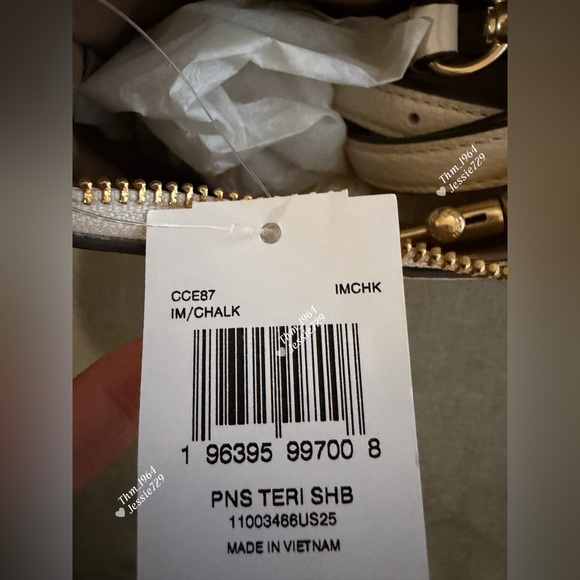 Thm_1964
Jessie729
CCE87 IMCHK
IM/CHALK
Thm_1964
Jessie729
1 96395 99700 8
Thm_1964
Jessie729
PNS TERI SHB
11003466US25
MADE IN VIETNAM